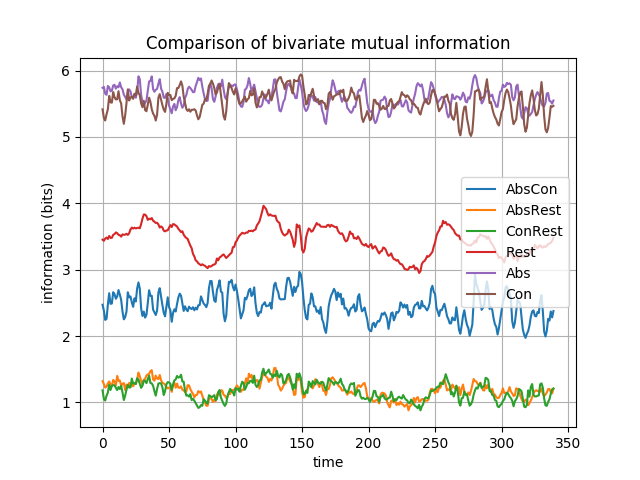 Comparison of bivariate mutual information
6
5
4
3
2
1
information (bits)
AbsCon
AbsRest
ConRest
Rest
Abs
Con
0 50 100 150 200 250 300 350
time